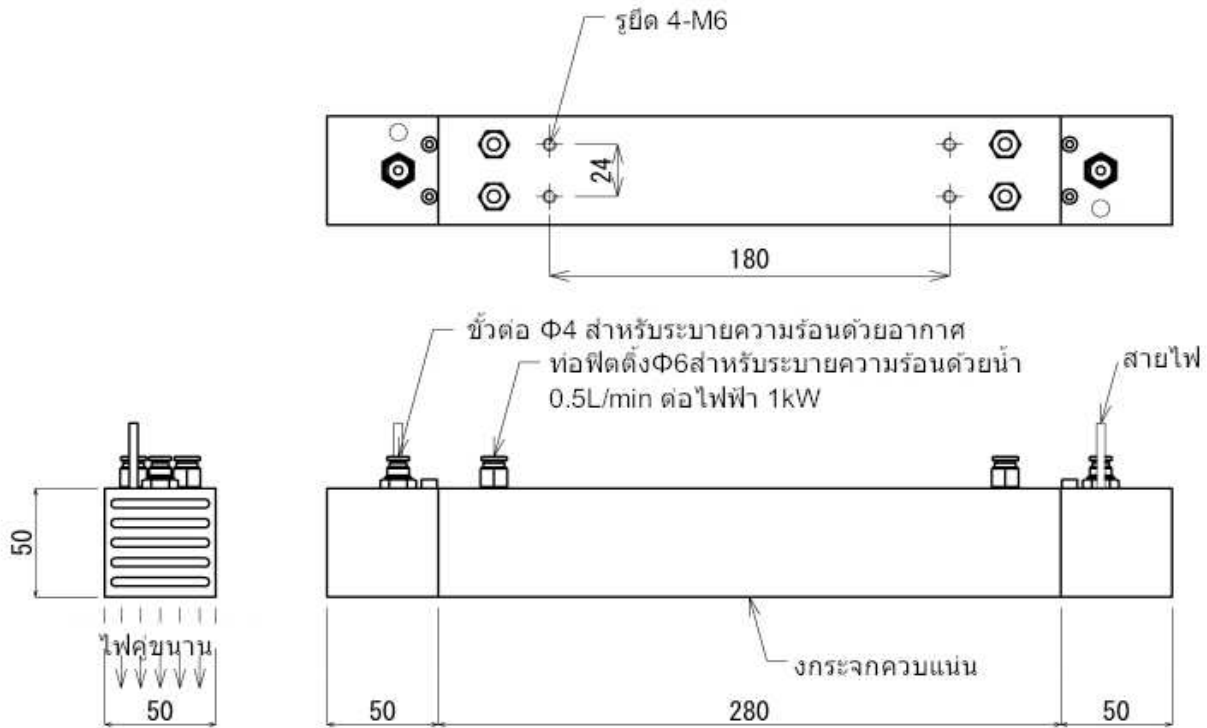 รูยึด 4-M6
24
180
ขั้วต่อ Φ4 สำหรับระบายความร้อนด้วยอากาศ
ท่อฟิตติ้งΦ6สำหรับระบายความร้อนด้วยน้ำ
0.5L/min ต่อไฟฟ้า 1kW
สายไฟ
50
ไฟคู่ขนาน
งกระจกควบแน่น
50
50
280
50